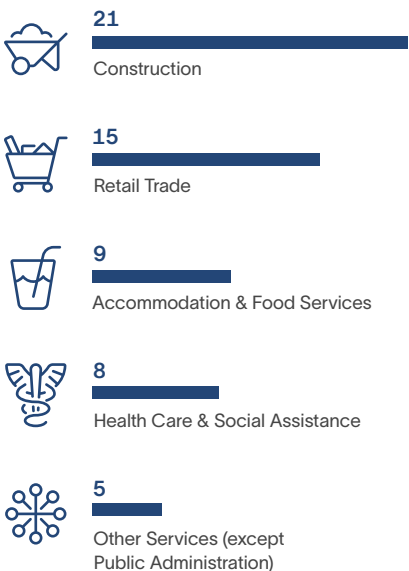 21
Construction
15
Retail Trade
9
Accommodation & Food Services
8
Health Care & Social Assistance
5
Other Services (except
Public Administration)